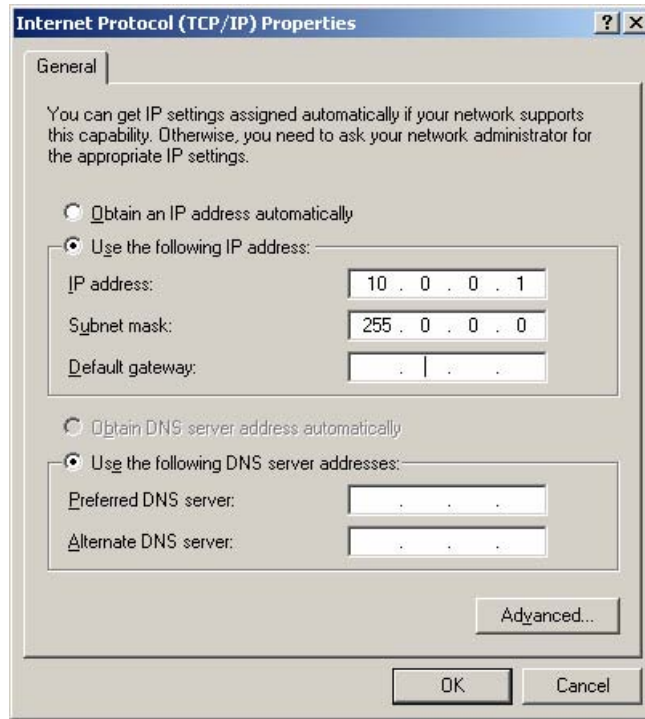 Internet Protocol (TCP/IP) Properties
General
You can get IP settings assigned automatically if your network supports
this capability. Otherwise, you need to ask your network administrator for
the appropriate IP settings.
Obtain an IP address automatically
Use the following IP address:
IP address: 10 . 0 . 0 . 1
Subnet mask: 255 . 0 . 0 . 0
Default gateway: . . .
Obtain DNS server address automatically
Use the following DNS server addresses:
Preferred DNS server: . . .
Alternate DNS server: . . .
Advanced...
OK Cancel